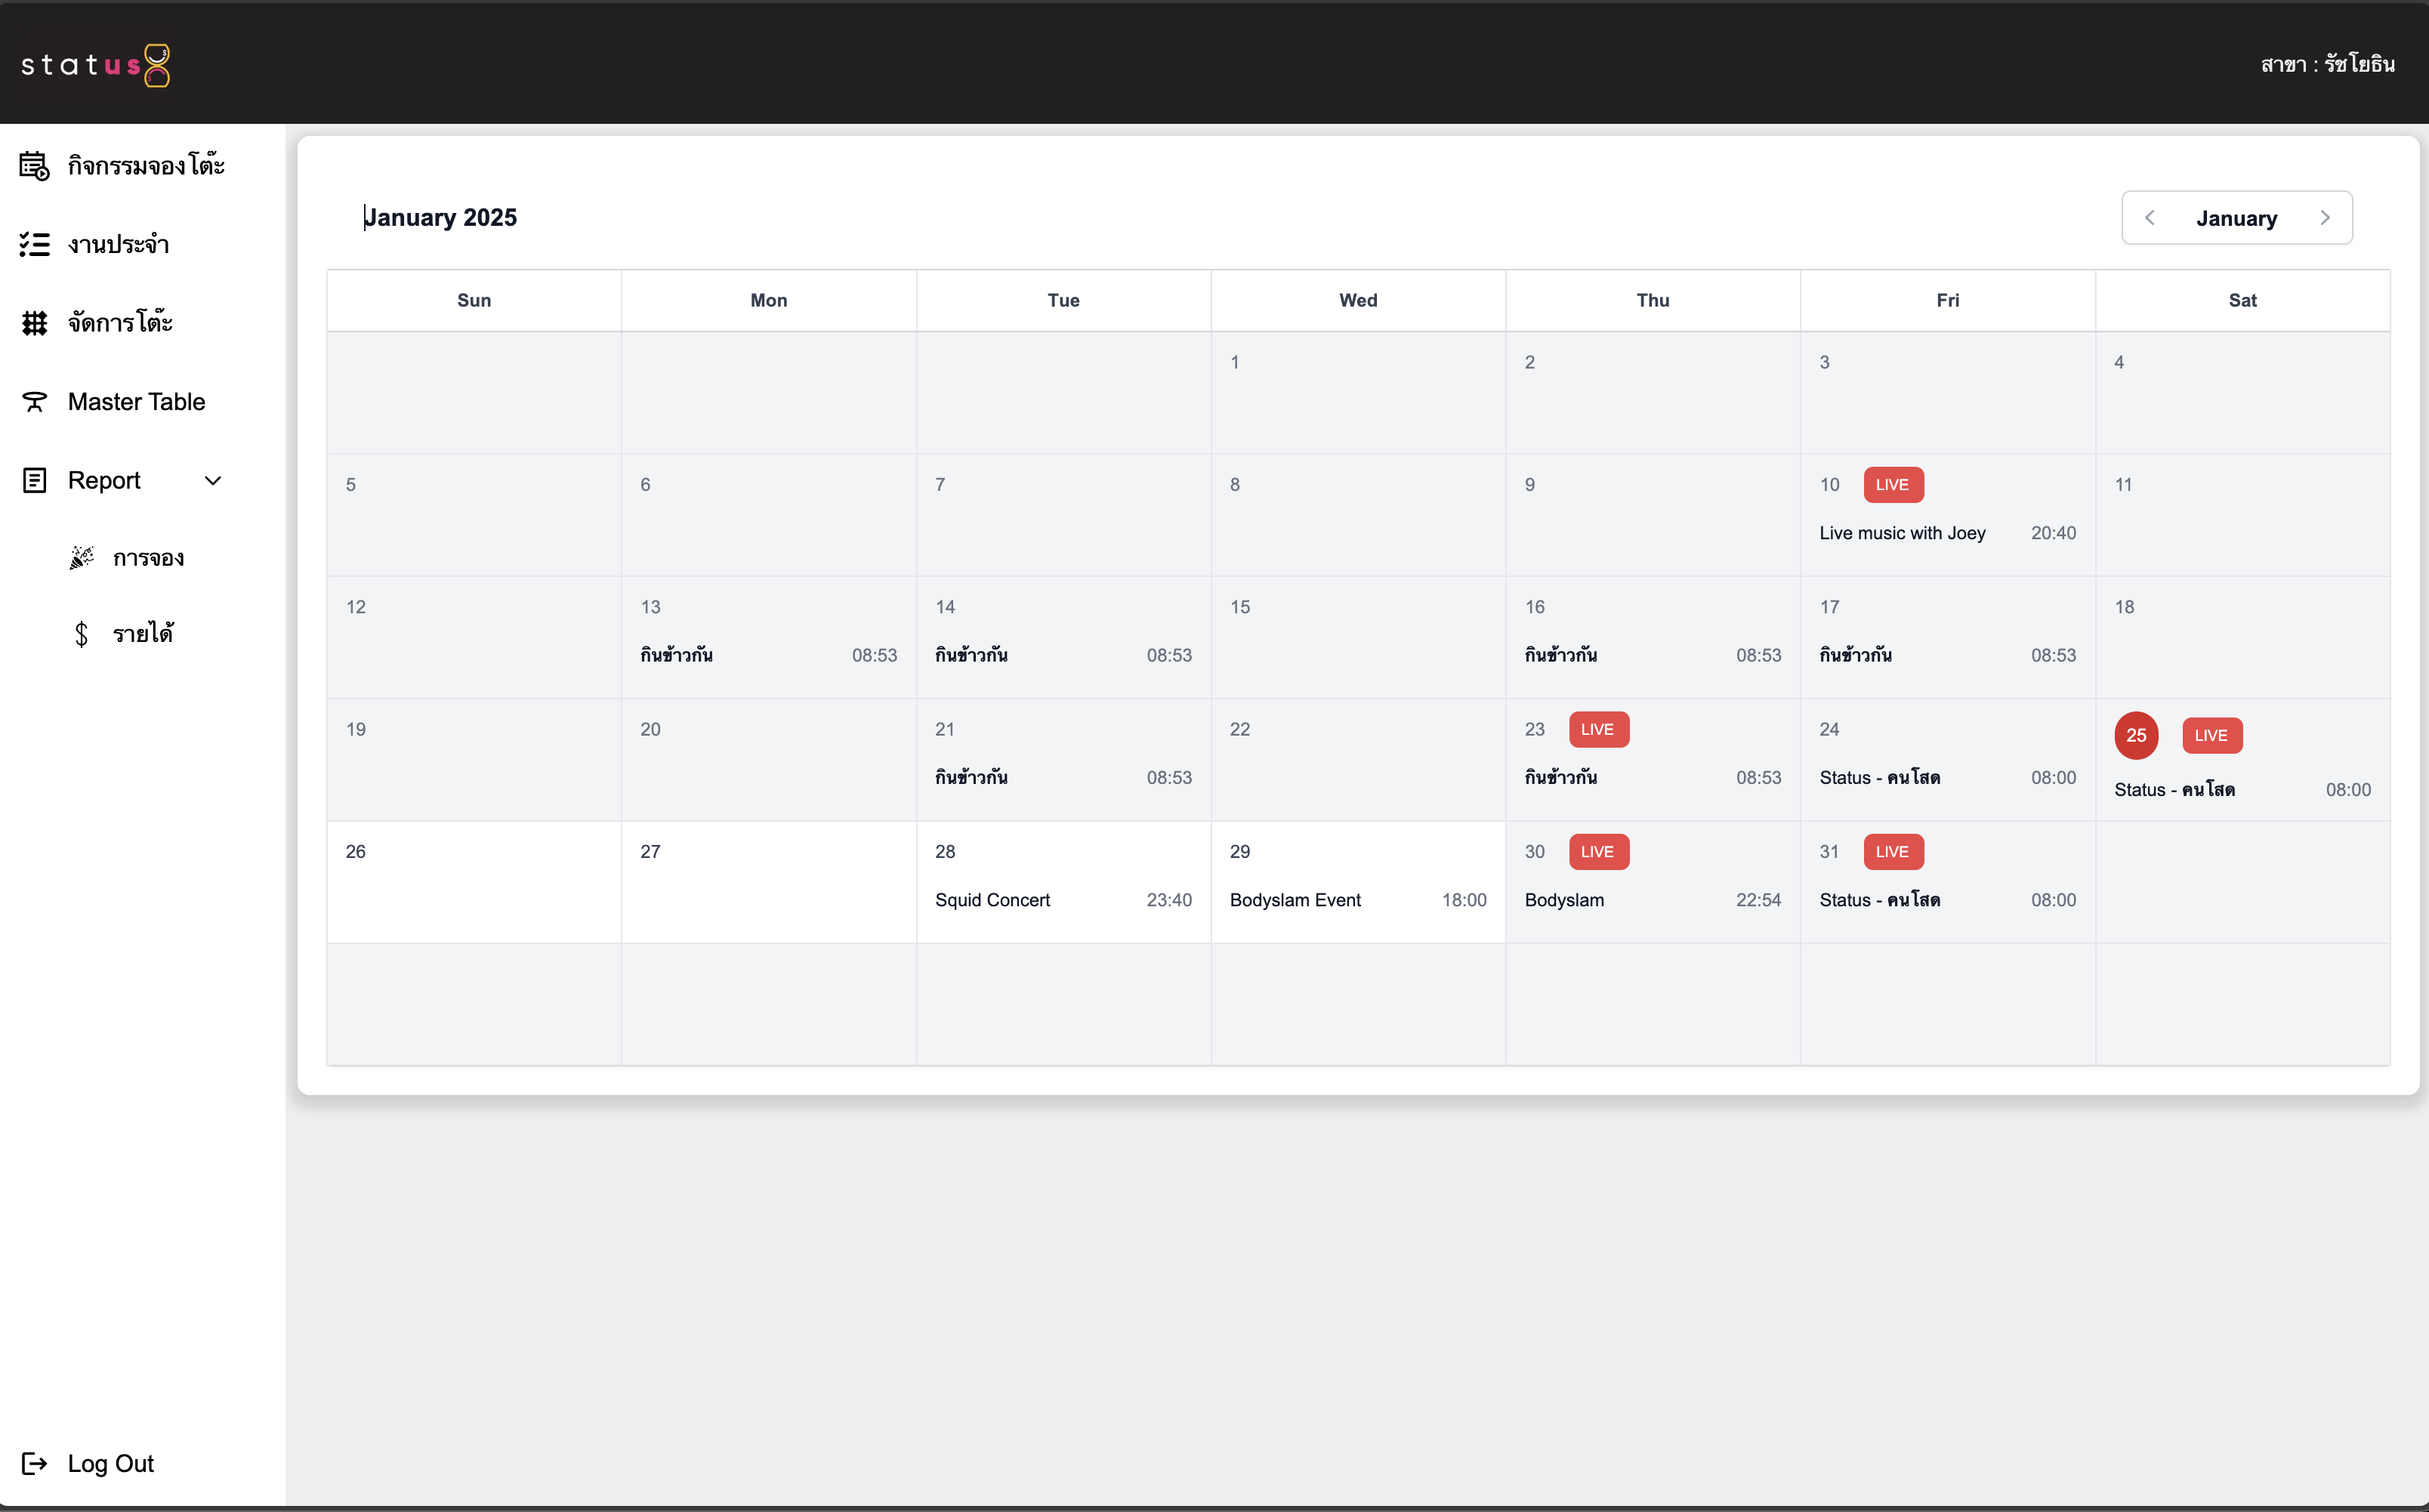 status
สาขา : รัชโยธิน
กิจกรรมจองโต๊ะ
งานประจำ
จัดการโต๊ะ
Master Table
Report
การจอง
รายได้
Log Out
January 2025
January
Sun Mon Tue Wed Thu Fri Sat
1 2 3 4
5 6 7 8 9 10 LIVE 11
Live music with Joey 20:40
12 13 14 15 16 17 18
กินข้าวกัน 08:53 กินข้าวกัน 08:53 กินข้าวกัน 08:53 กินข้าวกัน 08:53
19 20 21 22 23 LIVE 24 25 LIVE
กินข้าวกัน 08:53 กินข้าวกัน 08:53 Status - คนโสด 08:00 Status - คนโสด 08:00
26 27 28 29 30 LIVE 31 LIVE
Squid Concert 23:40 Bodyslam Event 18:00 Bodyslam 22:54 Status - คนโสด 08:00